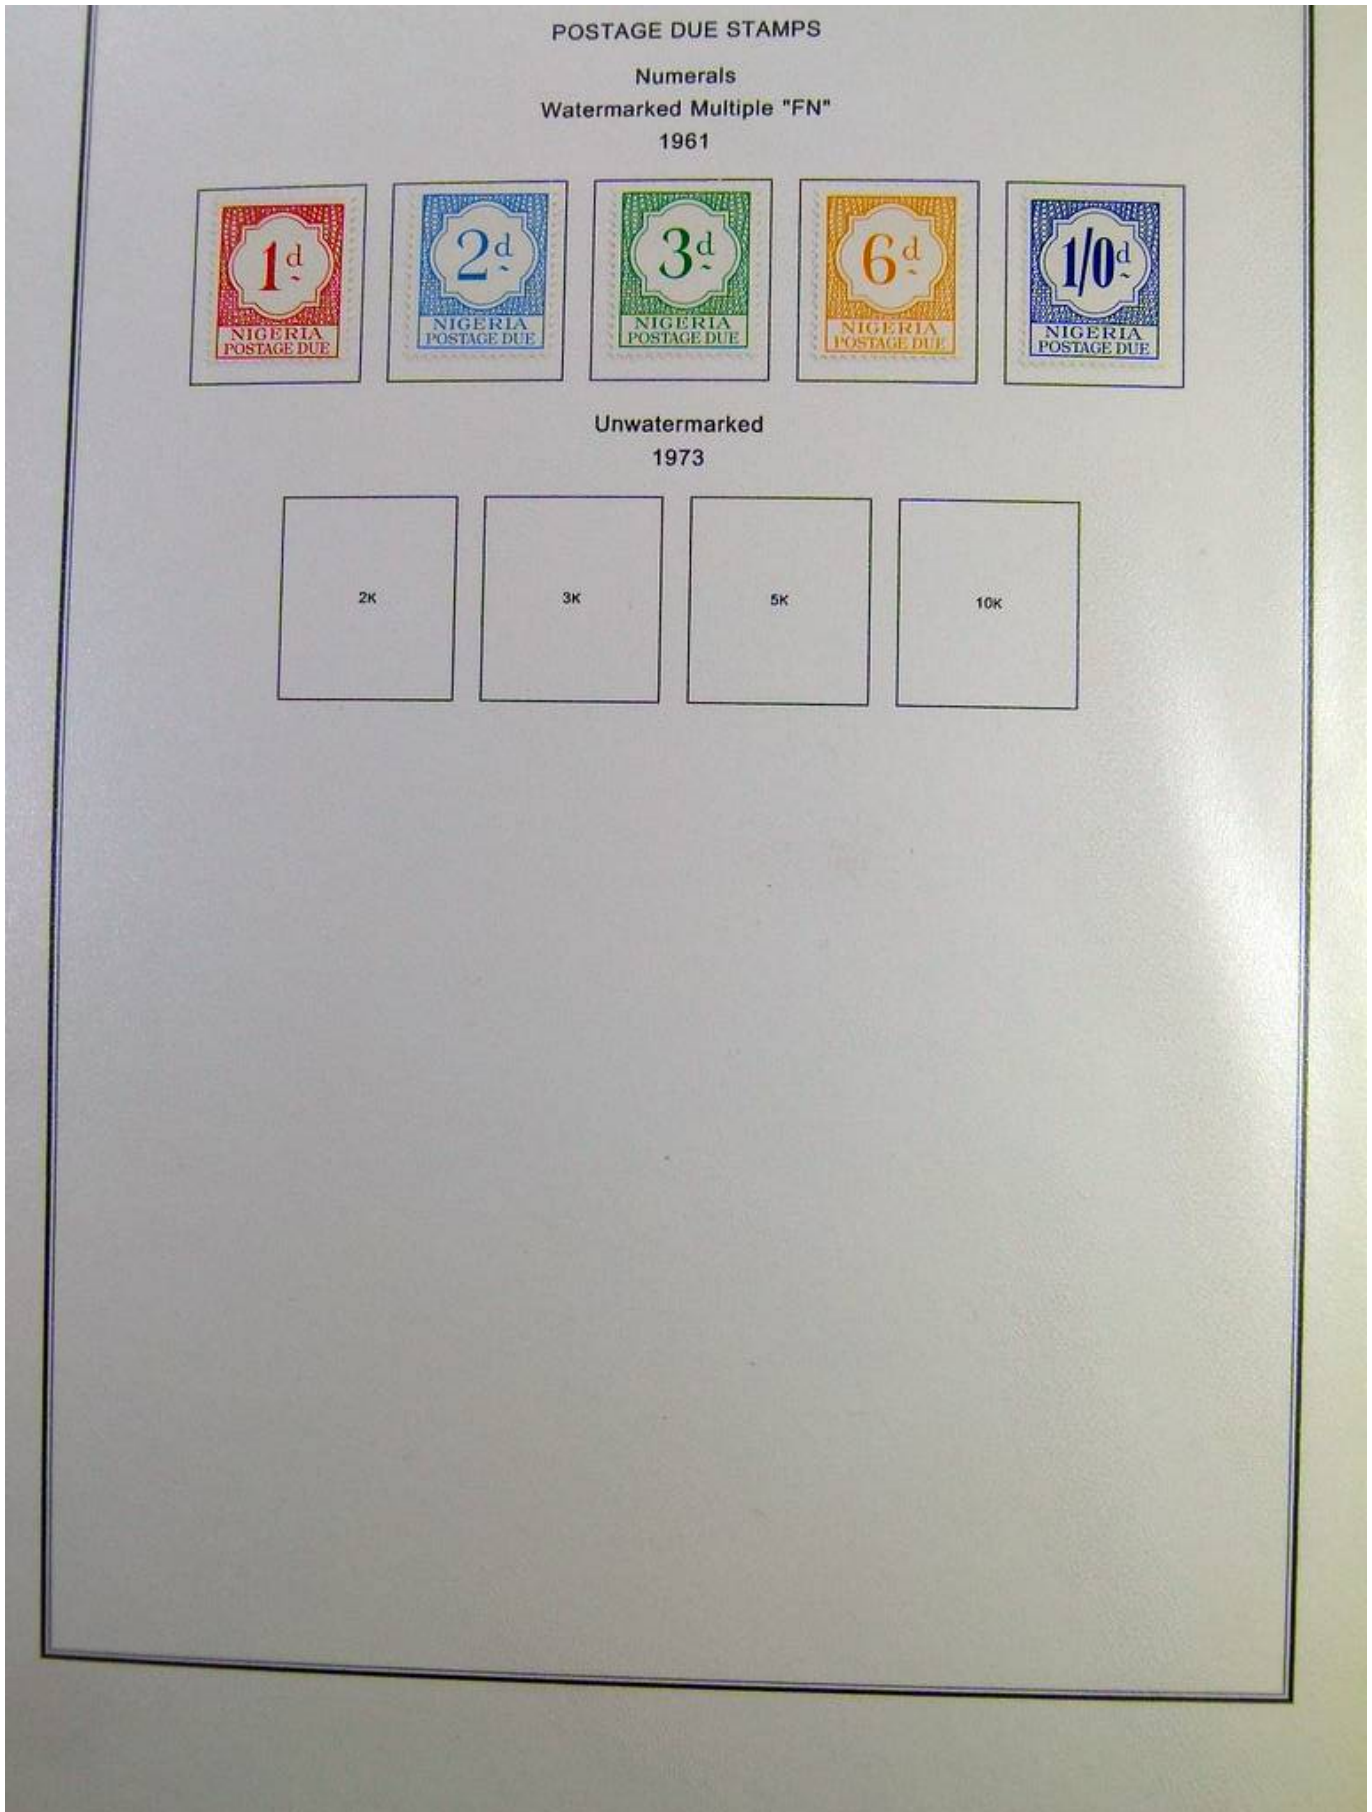 POSTAGE DUE STAMPS
Numerals
Watermarked Multiple "FN"
1961
1d
NIGERIA
POSTAGE DUE
2d
NIGERIA
POSTAGE DUE
3d
NIGERIA
POSTAGE DUE
6d
NIGERIA
POSTAGE DUE
1/0d
NIGERIA
POSTAGE DUE
Unwatermarked
1973
2K
3K
5K
10K